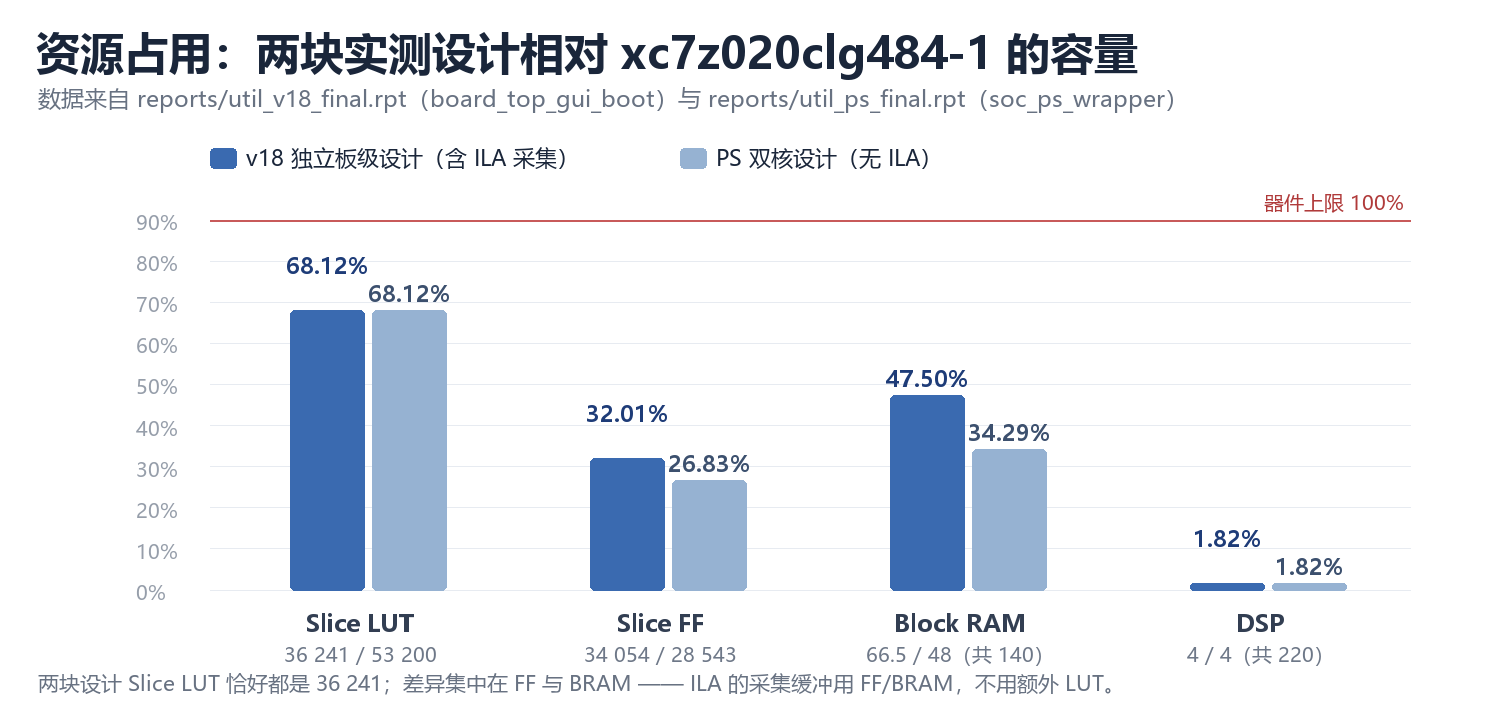 资源占用：两块实测设计相对 xc7z020clg484-1 的容量
数据来自 reports/util_v18_final.rpt（board_top_gui_boot）与 reports/util_ps_final.rpt（soc_ps_wrapper）
v18 独立板级设计（含 ILA 采集） PS 双核设计（无 ILA）
器件上限 100%
90%
80%
70%
60%
50%
40%
30%
20%
10%
0%
68.12% 68.12%
32.01% 26.83%
47.50% 34.29%
1.82% 1.82%
Slice LUT Slice FF Block RAM DSP
36 241 / 53 200 34 054 / 28 543 66.5 / 48（共 140） 4 / 4（共 220）
两块设计 Slice LUT 恰好都是 36 241；差异集中在 FF 与 BRAM —— ILA 的采集缓冲用 FF/BRAM，不用额外 LUT。